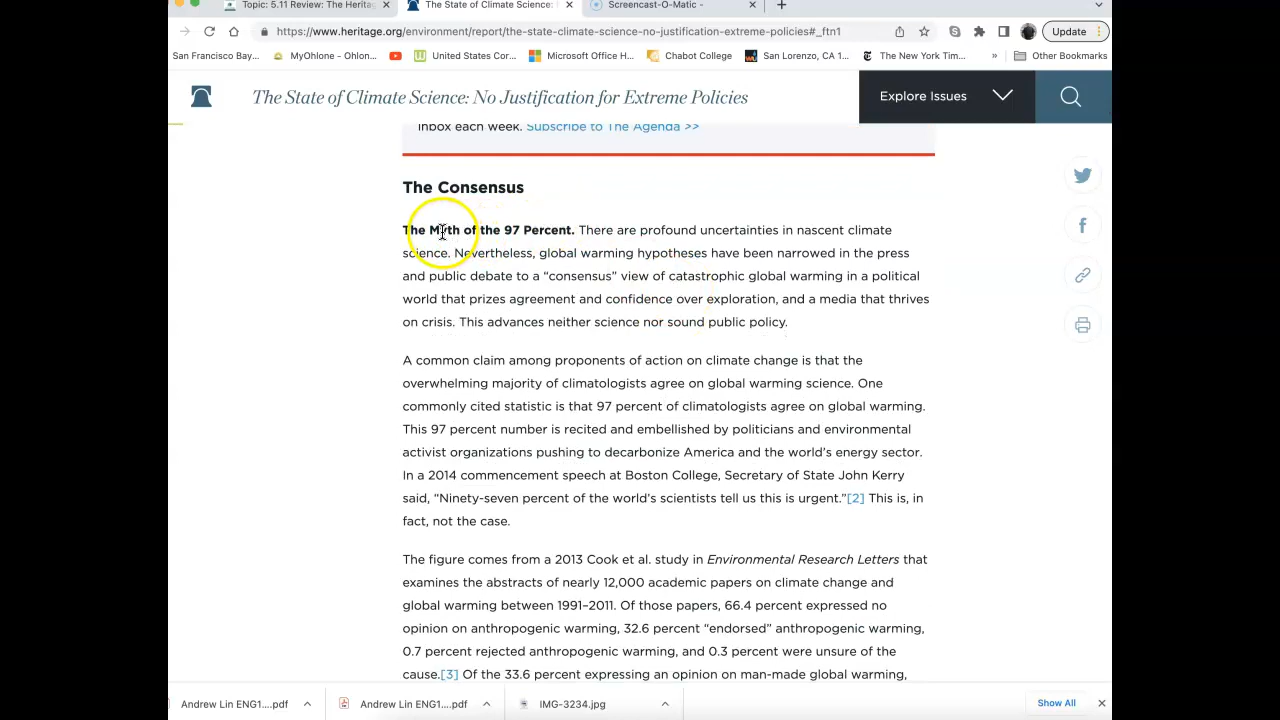 Topic: 5.11 Review: The Heritag
The State of Climate Science:
Screencast-O-Matic -
https://www.heritage.org/environment/report/the-state-climate-science-no-justification-extreme-policies#_ftn1
Update
San Francisco Bay...
MyOhlone - Ohlon...
United States Cor...
Microsoft Office H...
Chabot College
San Lorenzo, CA 1...
The New York Tim...
»
Other Bookmarks
The State of Climate Science: No Justification for Extreme Policies
Explore Issues
inbox each week. Subscribe to The Agenda >>
The Consensus
The Myth of the 97 Percent. There are profound uncertainties in nascent climate
science. Nevertheless, global warming hypotheses have been narrowed in the press
and public debate to a “consensus” view of catastrophic global warming in a political
world that prizes agreement and confidence over exploration, and a media that thrives
on crisis. This advances neither science nor sound public policy.
A common claim among proponents of action on climate change is that the
overwhelming majority of climatologists agree on global warming science. One
commonly cited statistic is that 97 percent of climatologists agree on global warming.
This 97 percent number is recited and embellished by politicians and environmental
activist organizations pushing to decarbonize America and the world’s energy sector.
In a 2014 commencement speech at Boston College, Secretary of State John Kerry
said, “Ninety-seven percent of the world’s scientists tell us this is urgent.”[2] This is, in
fact, not the case.
The figure comes from a 2013 Cook et al. study in Environmental Research Letters that
examines the abstracts of nearly 12,000 academic papers on climate change and
global warming between 1991–2011. Of those papers, 66.4 percent expressed no
opinion on anthropogenic warming, 32.6 percent “endorsed” anthropogenic warming,
0.7 percent rejected anthropogenic warming, and 0.3 percent were unsure of the
cause.[3] Of the 33.6 percent expressing an opinion on man-made global warming,
Andrew Lin ENG1....pdf
Andrew Lin ENG1....pdf
IMG-3234.jpg
Show All